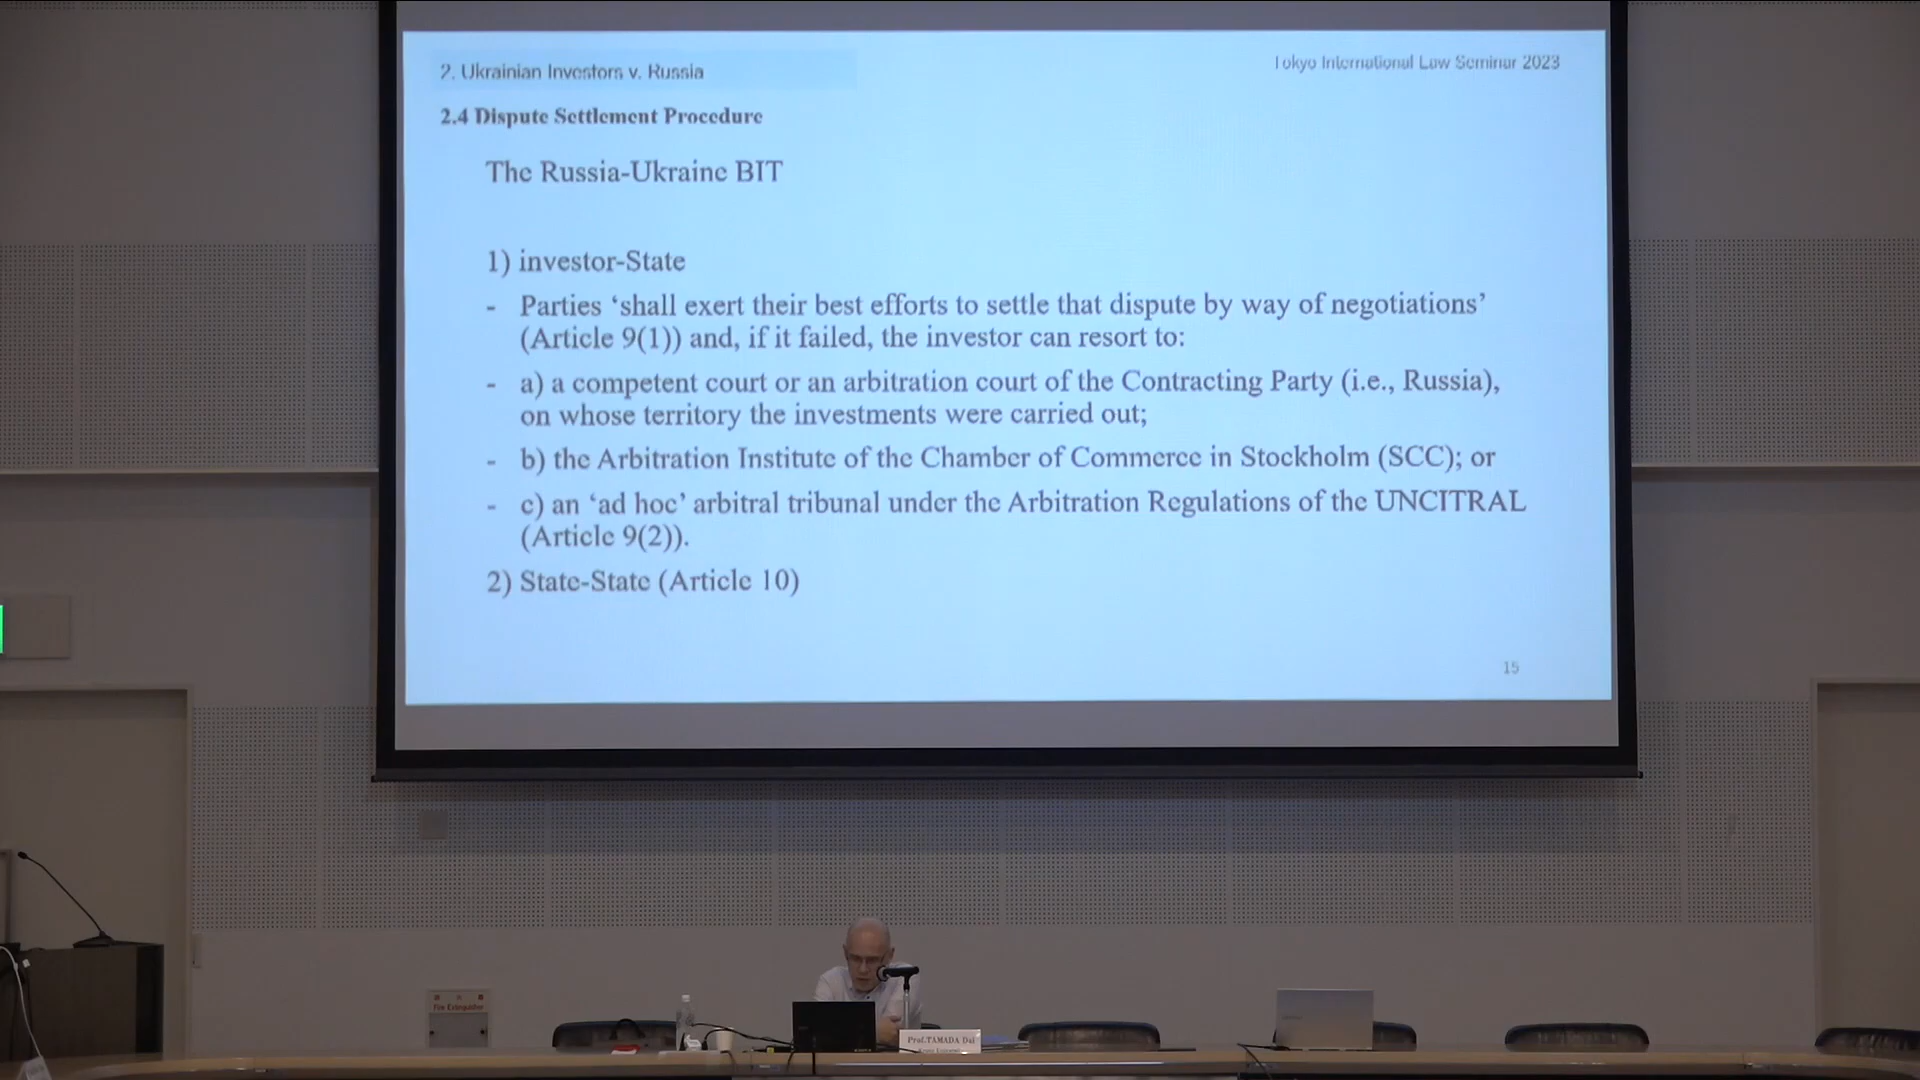 2. Ukrainian Investors v. Russia
Tokyo International Law Seminar 2023
2.4 Dispute Settlement Procedure
The Russia-Ukraine BIT
1) investor-State
- Parties ‘shall exert their best efforts to settle that dispute by way of negotiations’
(Article 9(1)) and, if it failed, the investor can resort to:
- a) a competent court or an arbitration court of the Contracting Party (i.e., Russia),
on whose territory the investments were carried out;
- b) the Arbitration Institute of the Chamber of Commerce in Stockholm (SCC); or
- c) an ‘ad hoc’ arbitral tribunal under the Arbitration Regulations of the UNCITRAL
(Article 9(2)).
2) State-State (Article 10)
15
Fire Extinguisher
Prof.TAMADA Dai